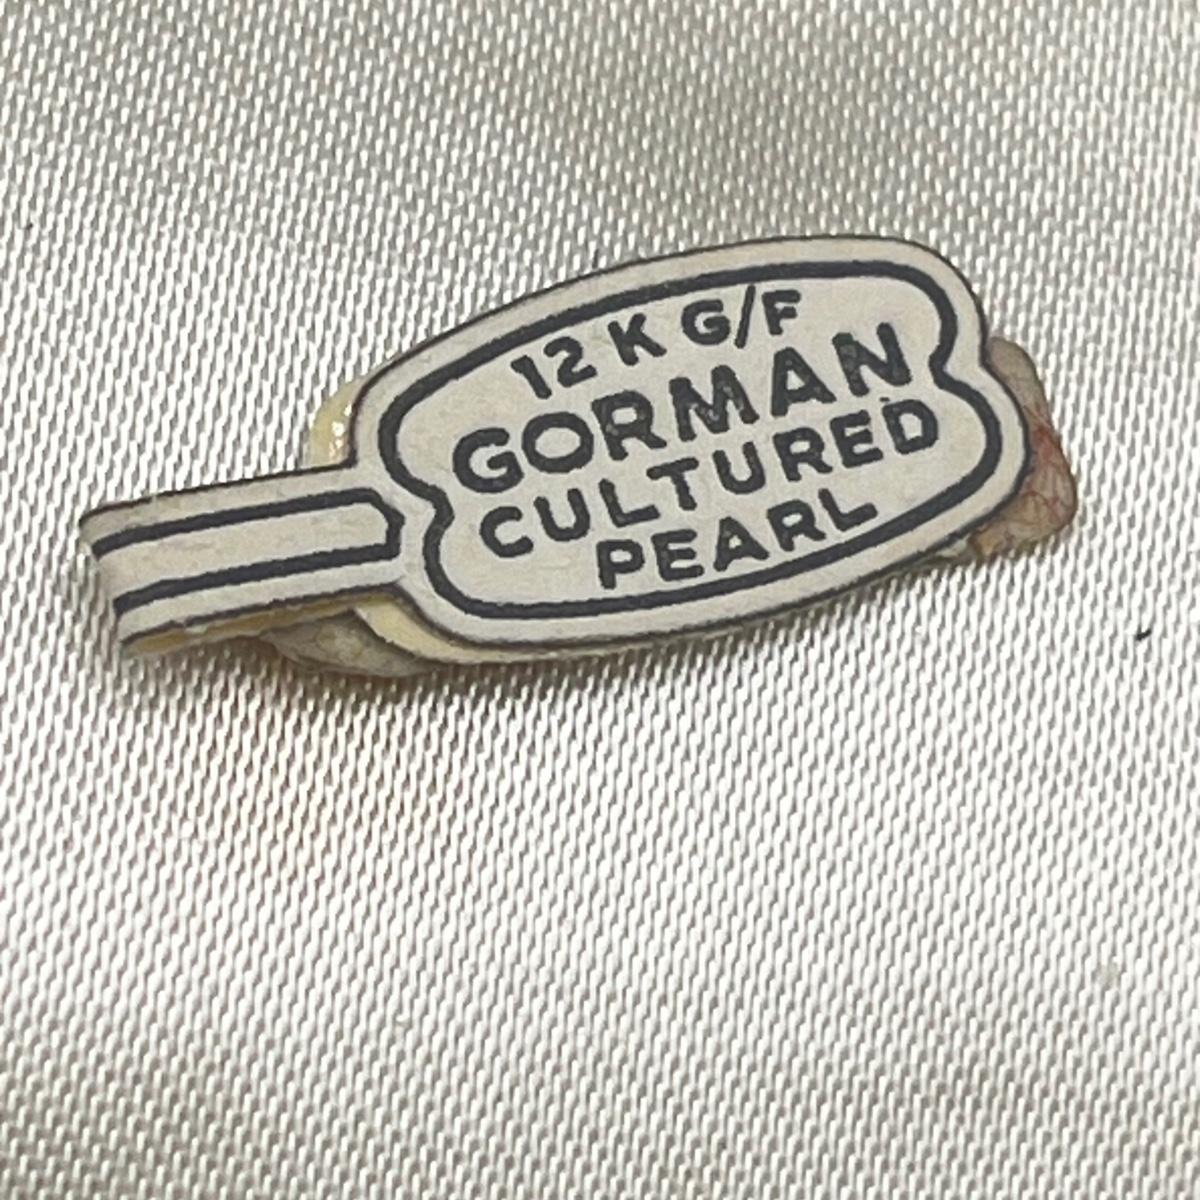 12 K G/F
GORMAN
CULTURED
PEARL